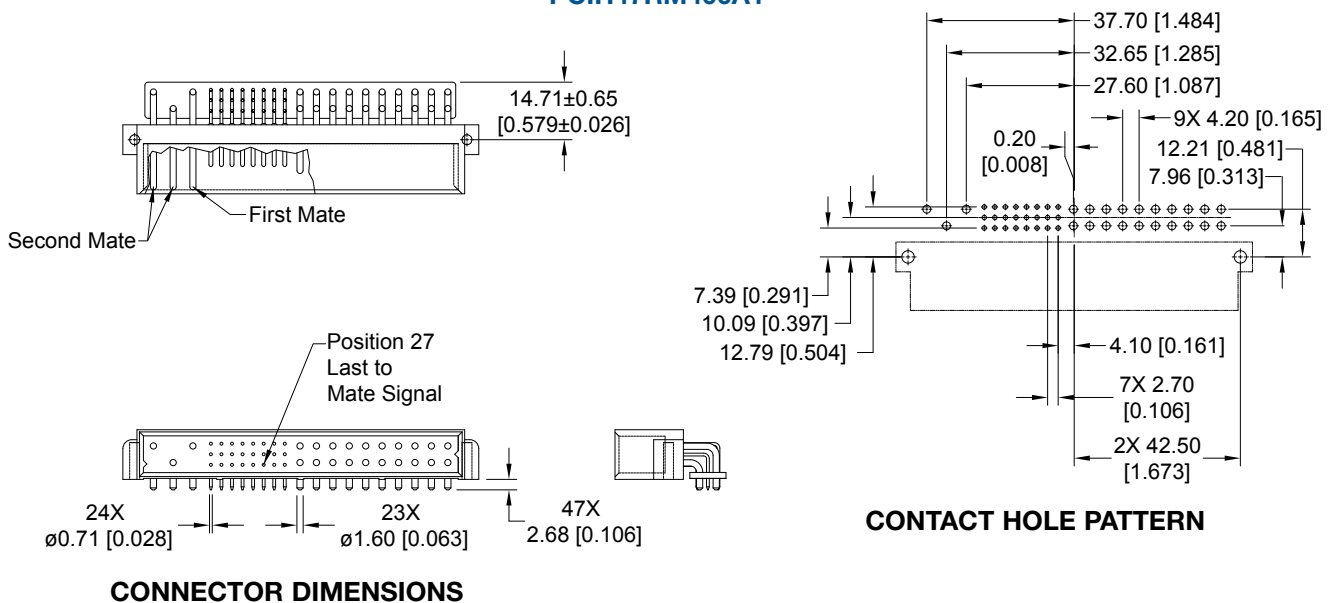 14.71±0.65
[0.579±0.026]
First Mate
Second Mate
Position 27
Last to
Mate Signal
24X
ø0.71 [0.028]
23X
ø1.60 [0.063]
47X
2.68 [0.106]
CONNECTOR DIMENSIONS
37.70 [1.484]
32.65 [1.285]
27.60 [1.087]
9X 4.20 [0.165]
0.20
[0.008]
12.21 [0.481]
7.96 [0.313]
7.39 [0.291]
10.09 [0.397]
12.79 [0.504]
4.10 [0.161]
7X 2.70
[0.106]
2X 42.50
[1.673]
CONTACT HOLE PATTERN